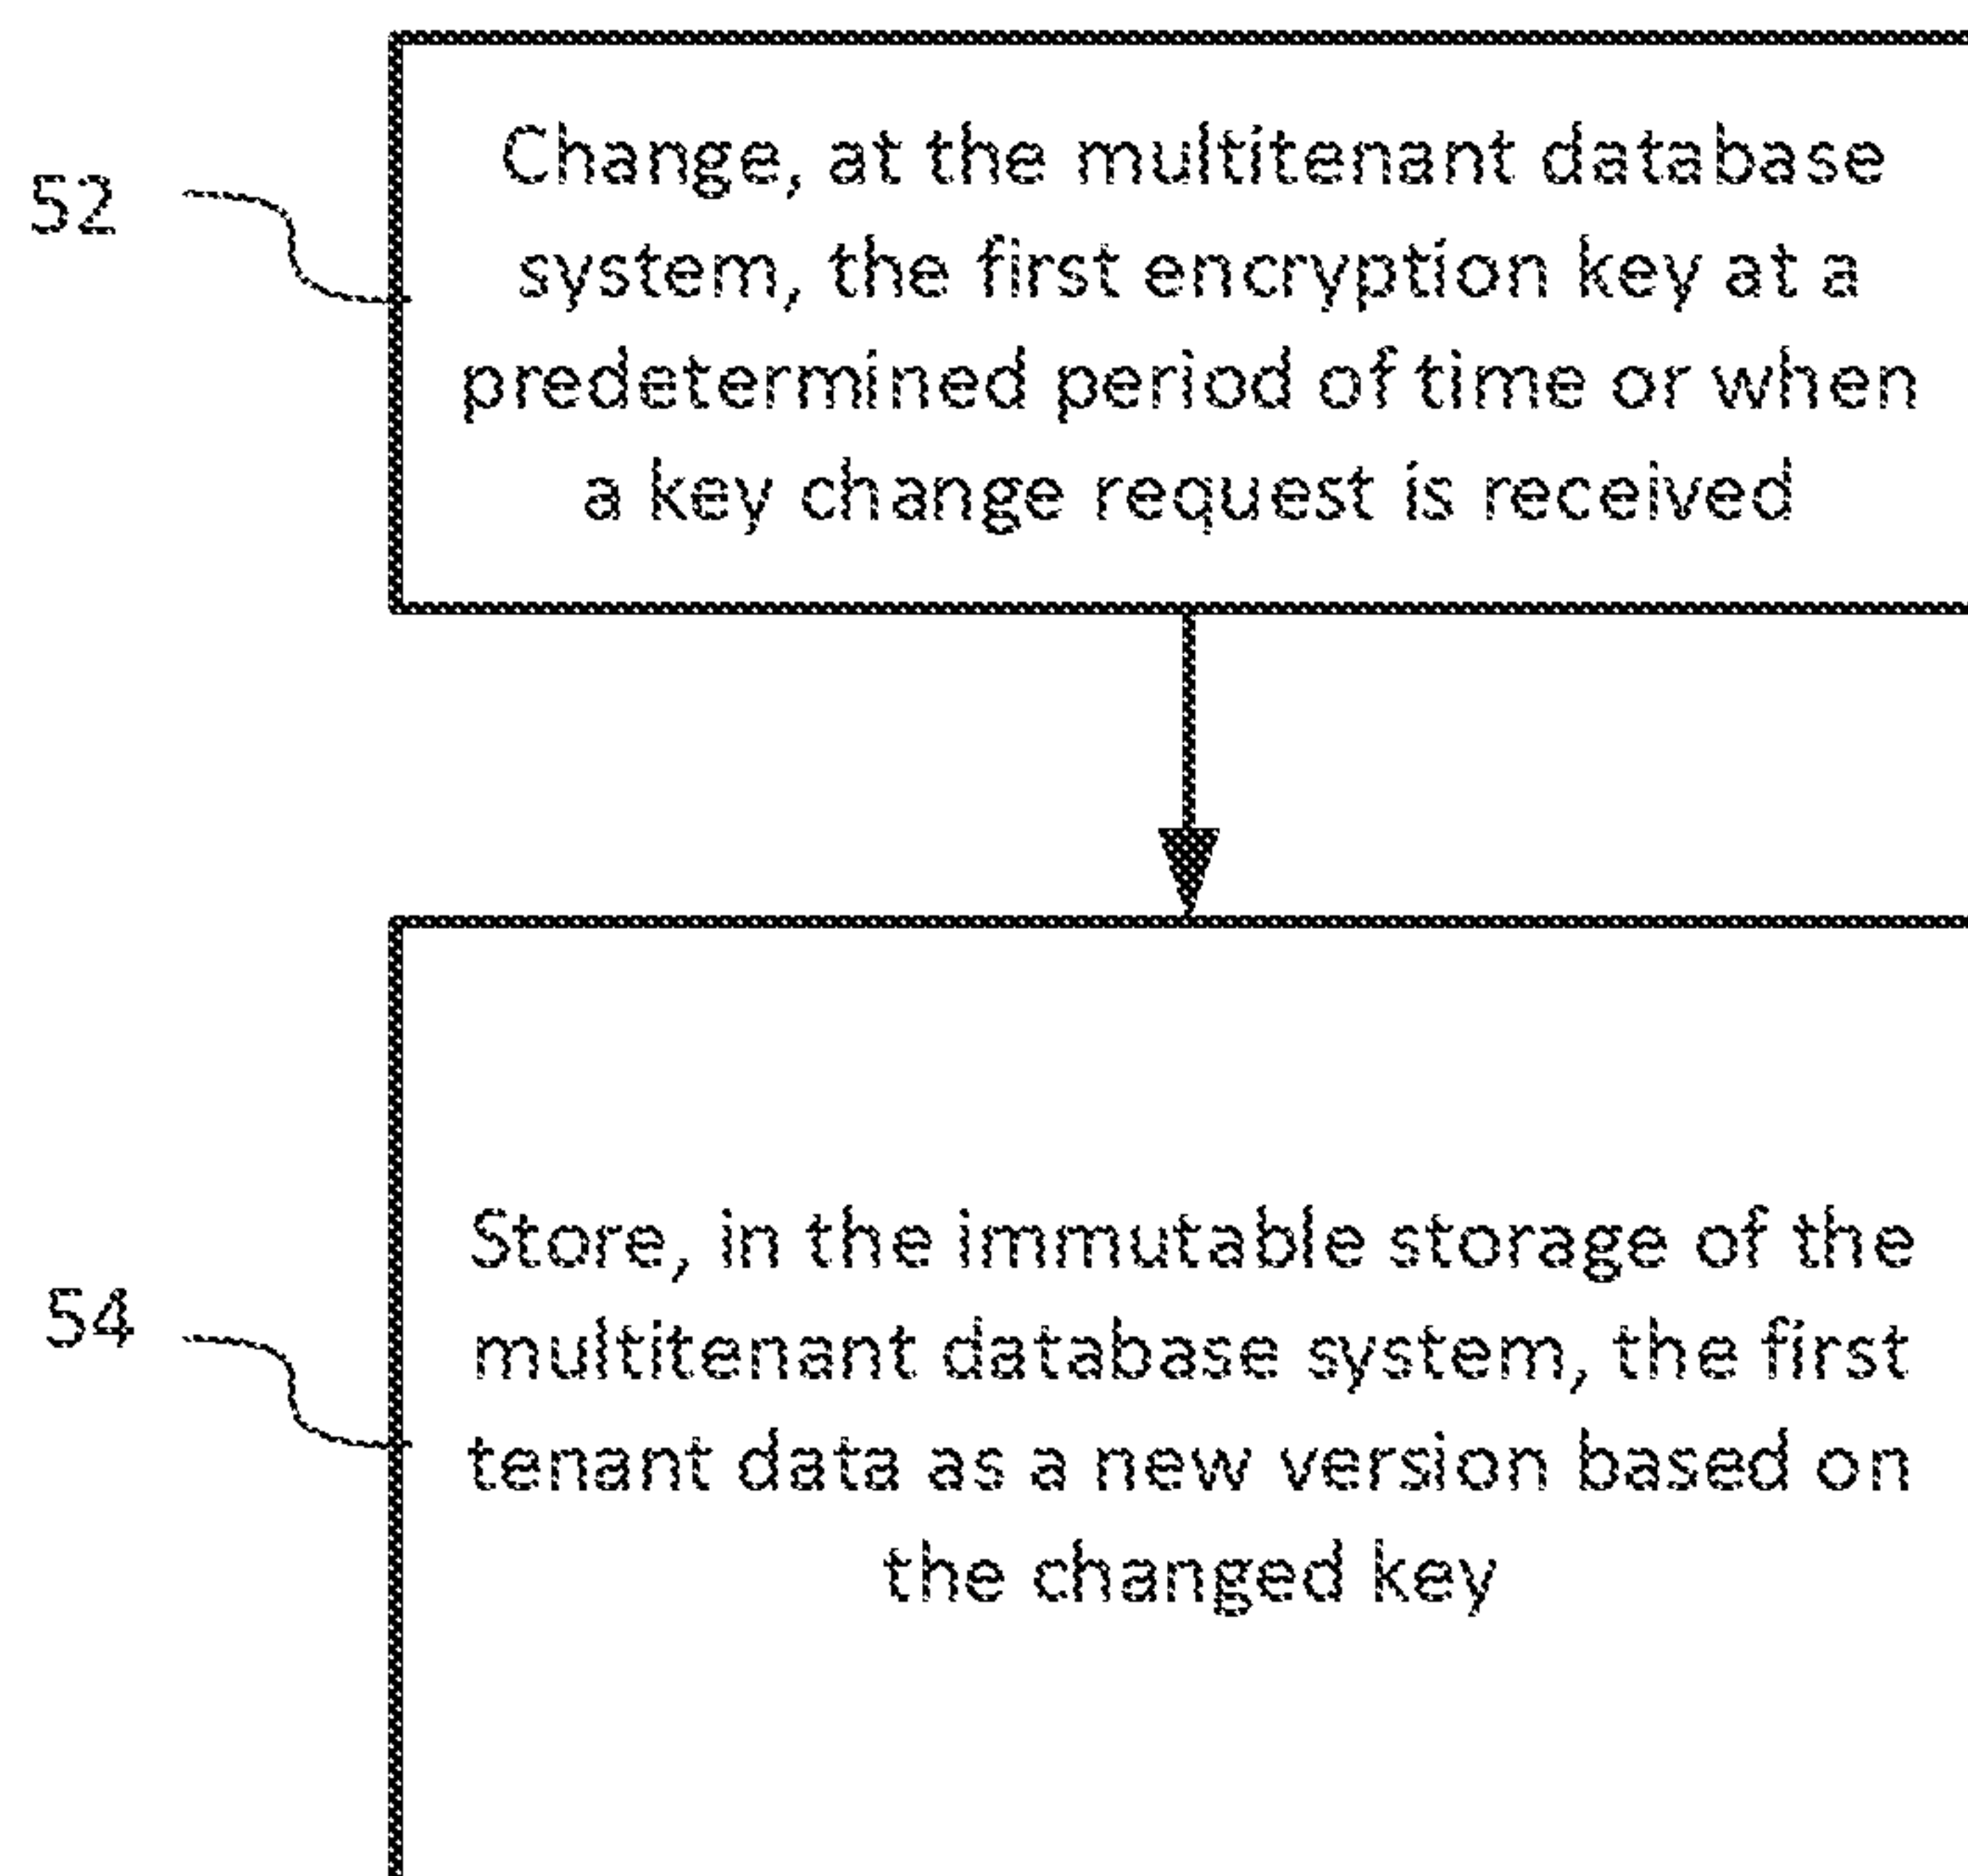 52
Change, at the multitenant database
system, the first encryption key at a
predetermined period of time or when
a key change request is received
54
Store, in the immutable storage of the
multitenant database system, the first
tenant data as a new version based on
the changed key